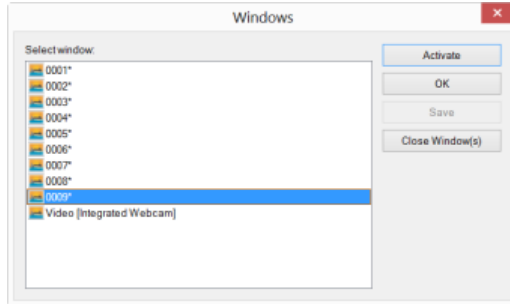 Windows
Select window:
Activate
0001*
0002*
OK
0003*
0004*
Save
0005*
0006*
Close Window(s)
0007*
0008*
0009*
Video [Integrated Webcam]